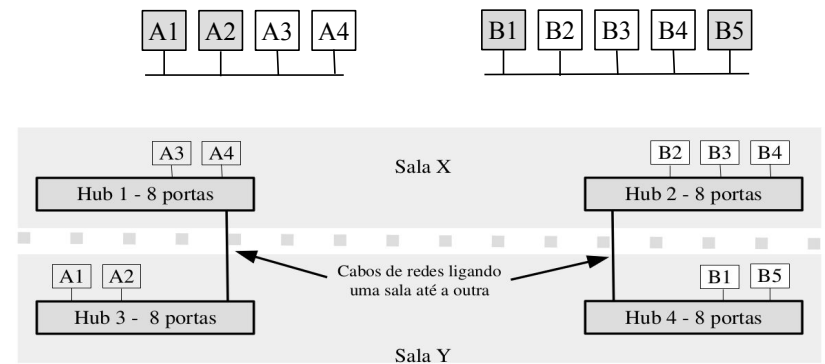 A1 A2 A3 A4
B1 B2 B3 B4 B5
A3 A4
Sala X
B2 B3 B4
Hub 1 - 8 portas
Hub 2 - 8 portas
Cabos de redes ligando
uma sala até a outra
A1 A2
B1 B5
Hub 3 - 8 portas
Hub 4 - 8 portas
Sala Y